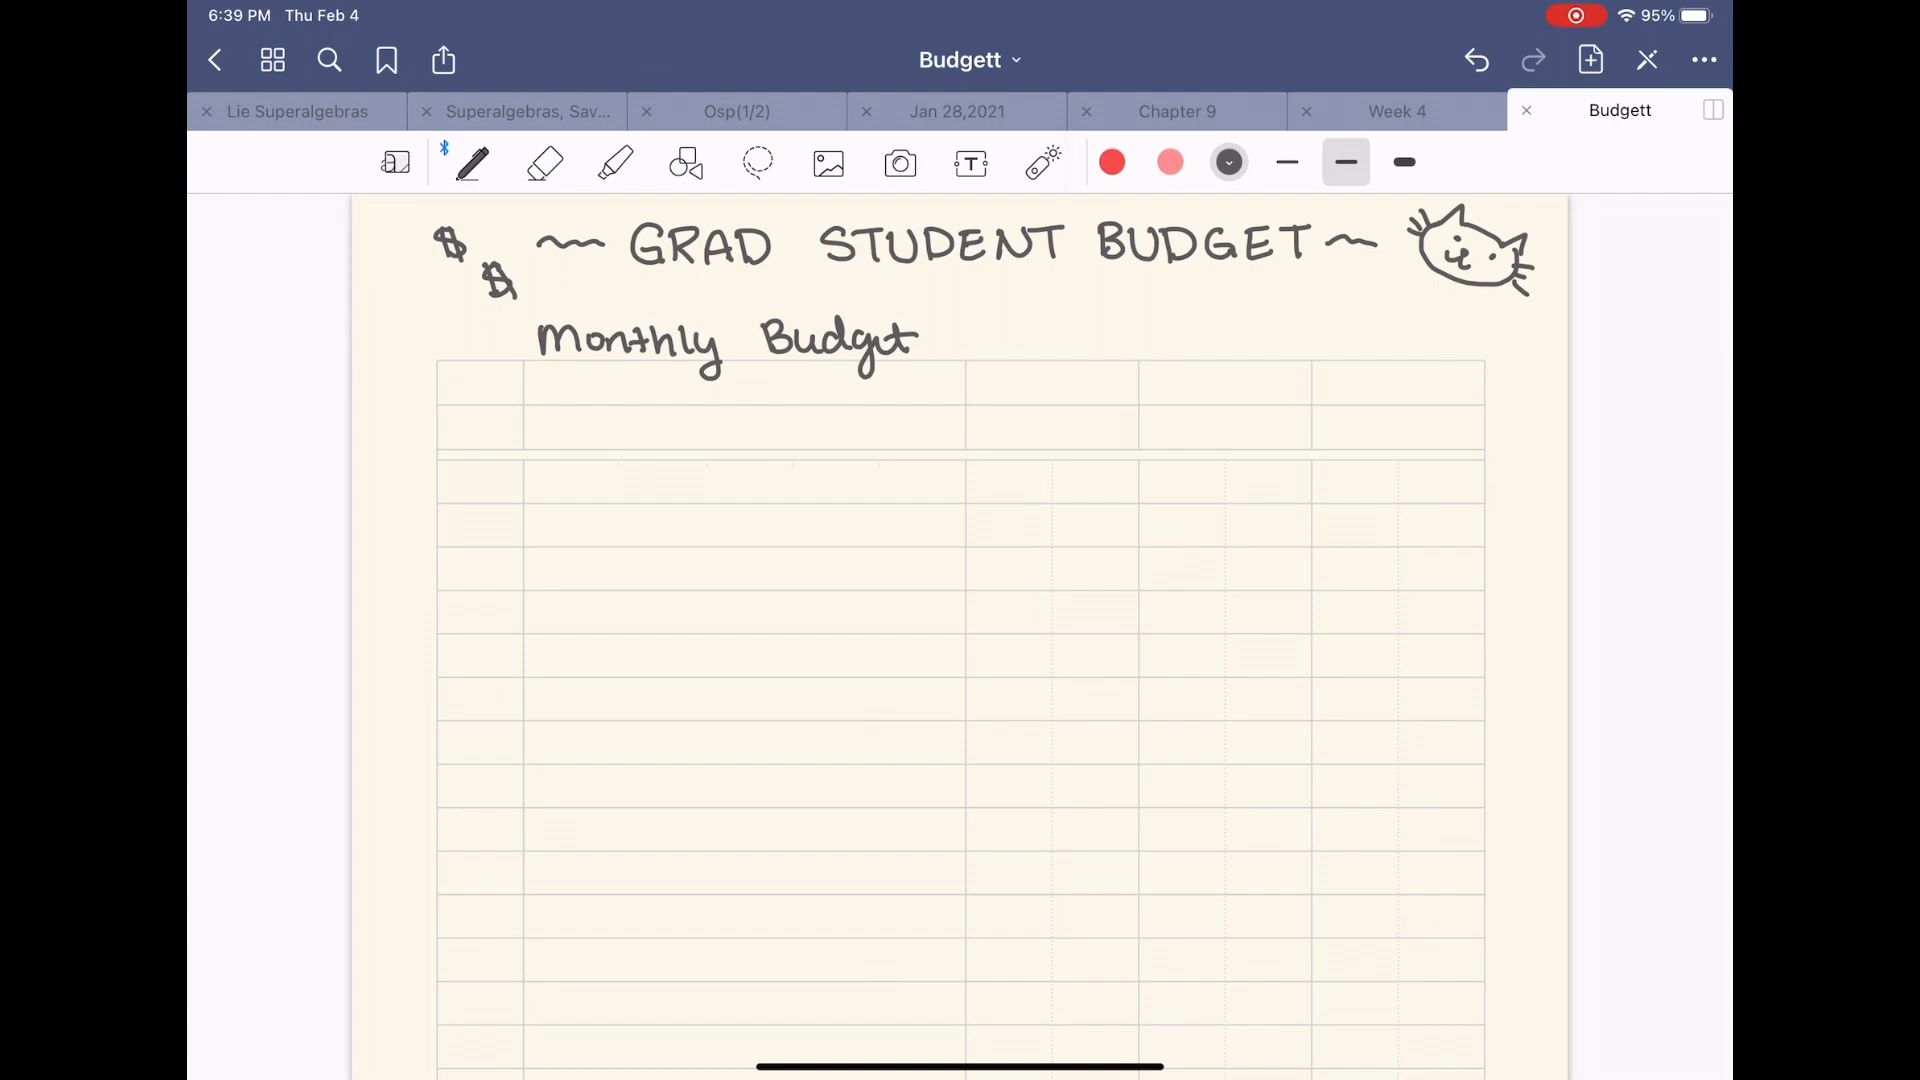 6:39 PM Thu Feb 4 95%
Budgett
Lie Superalgebras Superalgebras, Sav... Osp(1/2) Jan 28,2021 Chapter 9 Week 4 Budgett
T
$ ~ GRAD STUDENT BUDGET ~
$
Monthly Budget